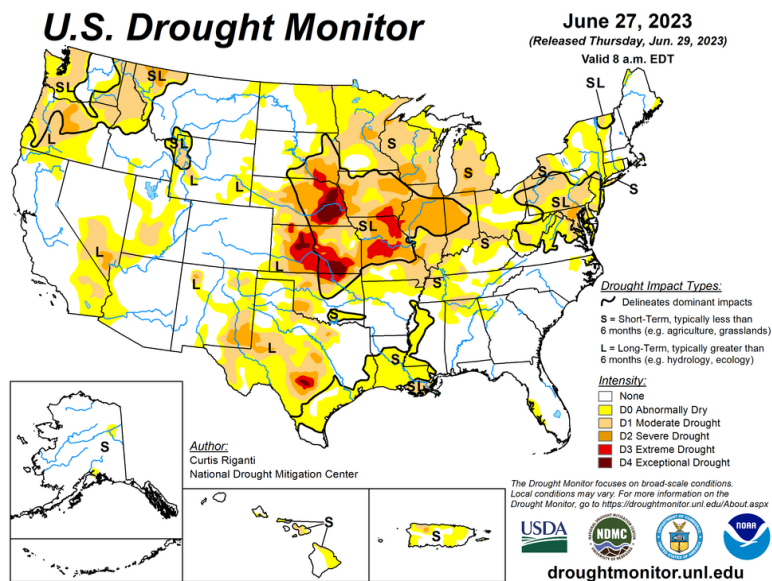 U.S. Drought Monitor
June 27, 2023
(Released Thursday, Jun. 29, 2023)
Valid 8 a.m. EDT
SL
SL
SL
L
SL
S
S
S
SL
S
L
L
SL
S
S
L
L
L
S
S
L
S
SL
Drought Impact Types:
Delineates dominant impacts
S = Short-Term, typically less than
6 months (e.g. agriculture, grasslands)
L = Long-Term, typically greater than
6 months (e.g. hydrology, ecology)
Intensity:
None
D0 Abnormally Dry
D1 Moderate Drought
D2 Severe Drought
D3 Extreme Drought
D4 Exceptional Drought
Author:
Curtis Riganti
National Drought Mitigation Center
S
S
S
The Drought Monitor focuses on broad-scale conditions.
Local conditions may vary. For more information on the
Drought Monitor, go to https://droughtmonitor.unl.edu/About.aspx
USDA
NDMC
NOAA
droughtmonitor.unl.edu